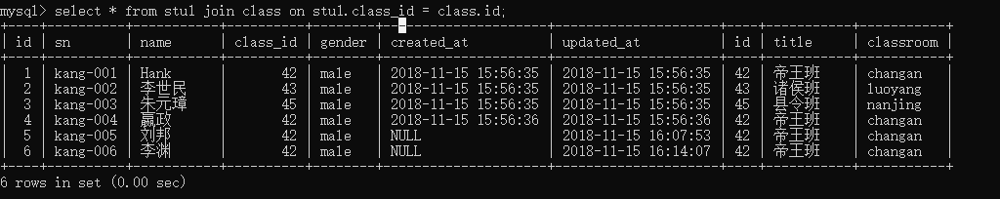 mysql> select * from stul join class on stul.class_id = class.id;
+----+----------+--------+----------+--------+---------------------+---------------------+----+--------+-----------+
| id | sn | name | class_id | gender | created_at | updated_at | id | title | classroom |
+----+----------+--------+----------+--------+---------------------+---------------------+----+--------+-----------+
| 1 | kang-001 | Hank | 42 | male | 2018-11-15 15:56:35 | 2018-11-15 15:56:35 | 42 | 帝王班 | changan |
| 2 | kang-002 | 李世民 | 43 | male | 2018-11-15 15:56:35 | 2018-11-15 15:56:35 | 43 | 诸侯班 | luoyang |
| 3 | kang-003 | 朱元璋 | 45 | male | 2018-11-15 15:56:35 | 2018-11-15 15:56:35 | 45 | 县令班 | nanjing |
| 4 | kang-004 | 嬴政 | 42 | male | 2018-11-15 15:56:36 | 2018-11-15 15:56:36 | 42 | 帝王班 | changan |
| 5 | kang-005 | 刘邦 | 42 | male | NULL | 2018-11-15 16:07:53 | 42 | 帝王班 | changan |
| 6 | kang-006 | 李渊 | 42 | male | NULL | 2018-11-15 16:14:07 | 42 | 帝王班 | changan |
+----+----------+--------+----------+--------+---------------------+---------------------+----+--------+-----------+
6 rows in set (0.00 sec)